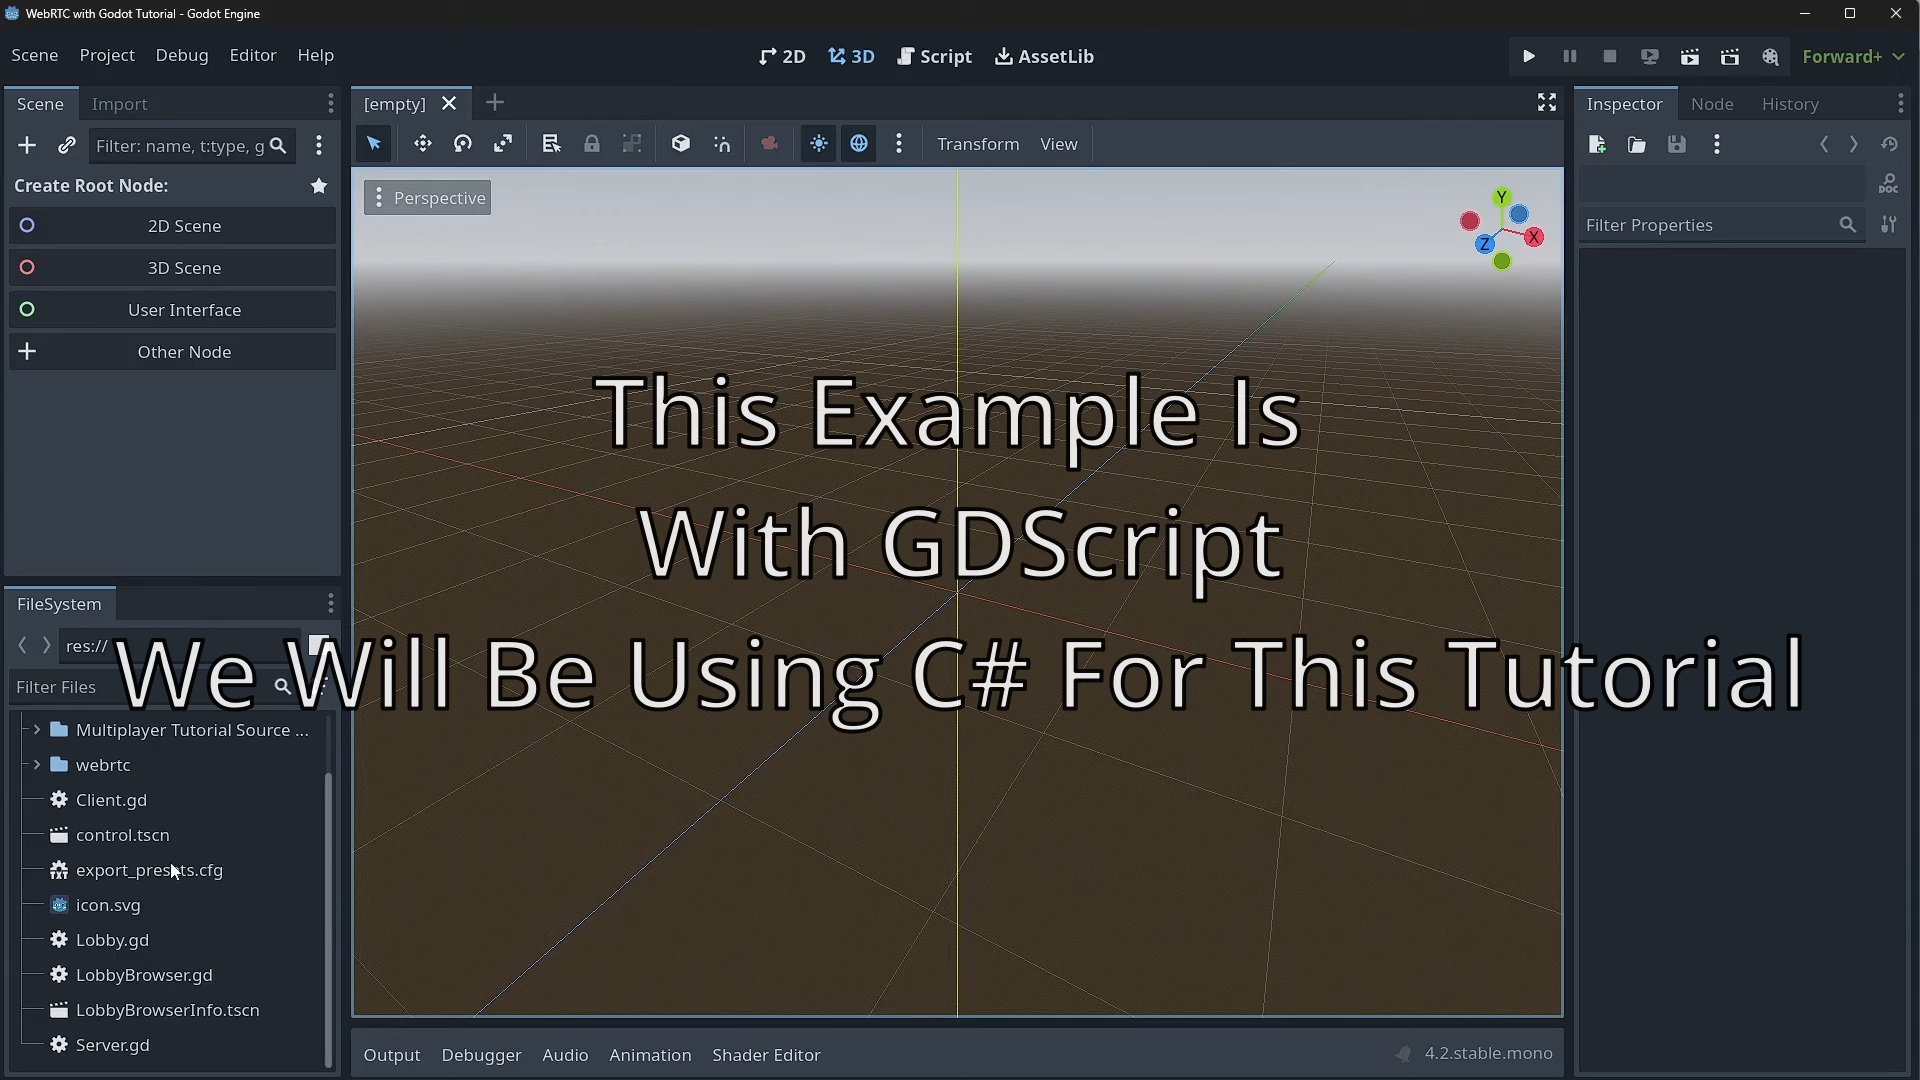 WebRTC with Godot Tutorial - Godot Engine
Scene Project Debug Editor Help
2D 3D Script AssetLib
Forward+
Scene Import
[empty]
Inspector Node History
Filter: name, t:type, g
Transform View
Create Root Node:
2D Scene
3D Scene
User Interface
Other Node
Perspective
Y
X
Z
DOC
Filter Properties
This Example Is
With GDScript
We Will Be Using C# For This Tutorial
FileSystem
res://
Filter Files
Multiplayer Tutorial Source ...
webrtc
Client.gd
control.tscn
export_presets.cfg
icon.svg
Lobby.gd
LobbyBrowser.gd
LobbyBrowserInfo.tscn
Server.gd
Output Debugger Audio Animation Shader Editor
4.2.stable.mono